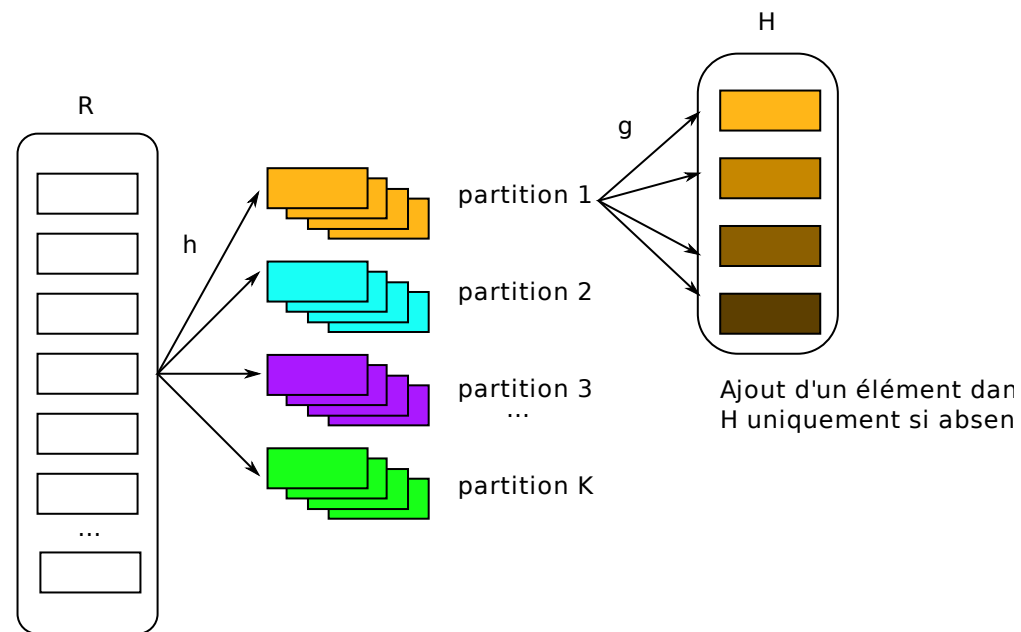 H
R
g
h
partition 1
partition 2
partition 3
...
partition K
...
Ajout d'un élément dan
H uniquement si absen